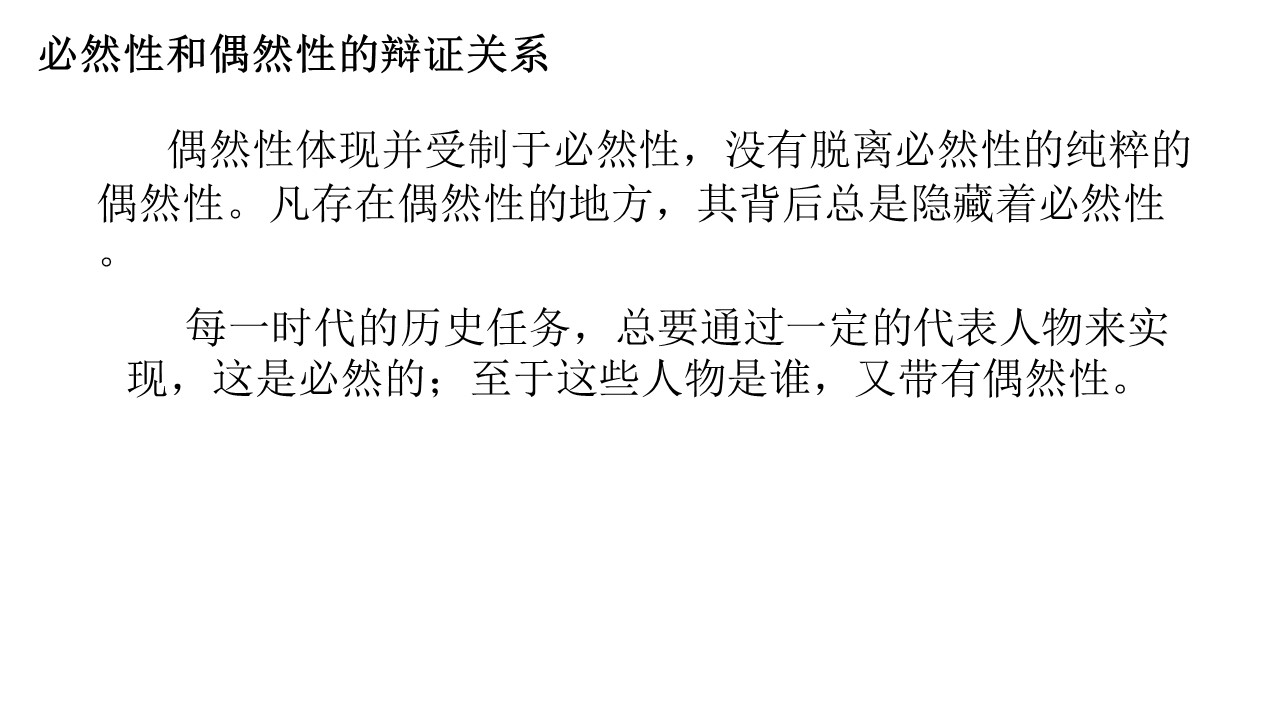 必然性和偶然性的辩证关系
偶然性体现并受制于必然性，没有脱离必然性的纯粹的
偶然性。凡存在偶然性的地方，其背后总是隐藏着必然性
。
每一时代的历史任务，总要通过一定的代表人物来实
现，这是必然的；至于这些人物是谁，又带有偶然性。